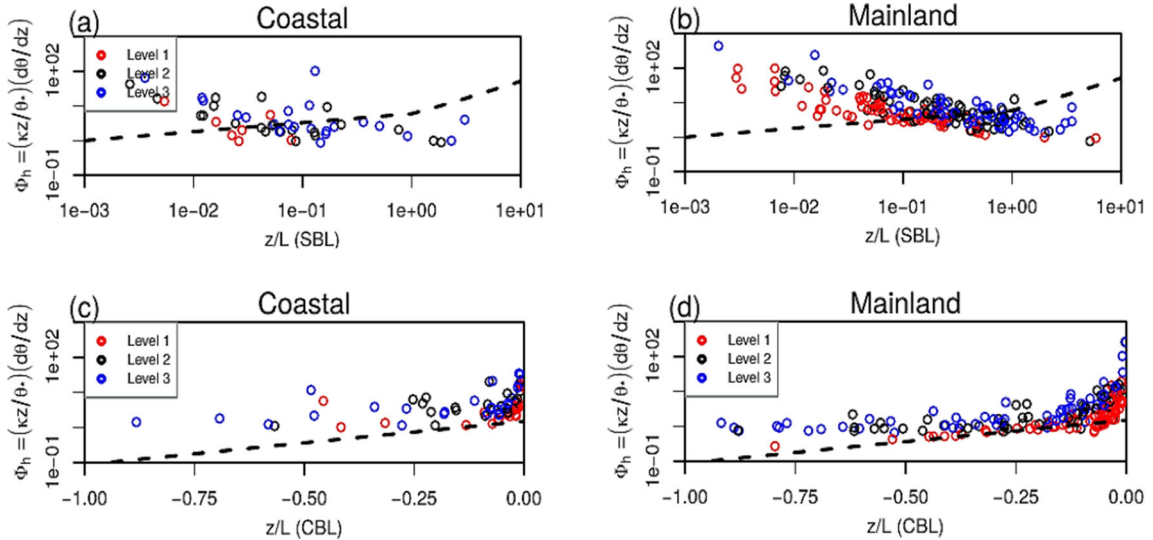 (a) Coastal
Φh = (κz/θ*)(dθ/dz)
1e+02
1e-01
Level 1
Level 2
Level 3
1e-03 1e-02 1e-01 1e+00 1e+01
z/L (SBL)
(b) Mainland
Φh = (κz/θ*)(dθ/dz)
1e+02
1e-01
1e-03 1e-02 1e-01 1e+00 1e+01
z/L (SBL)
(c) Coastal
Φh = (κz/θ*)(dθ/dz)
1e+02
1e-01
Level 1
Level 2
Level 3
-1.00 -0.75 -0.50 -0.25 0.00
z/L (CBL)
(d) Mainland
Φh = (κz/θ*)(dθ/dz)
1e+02
1e-01
Level 1
Level 2
Level 3
-1.00 -0.75 -0.50 -0.25 0.00
z/L (CBL)